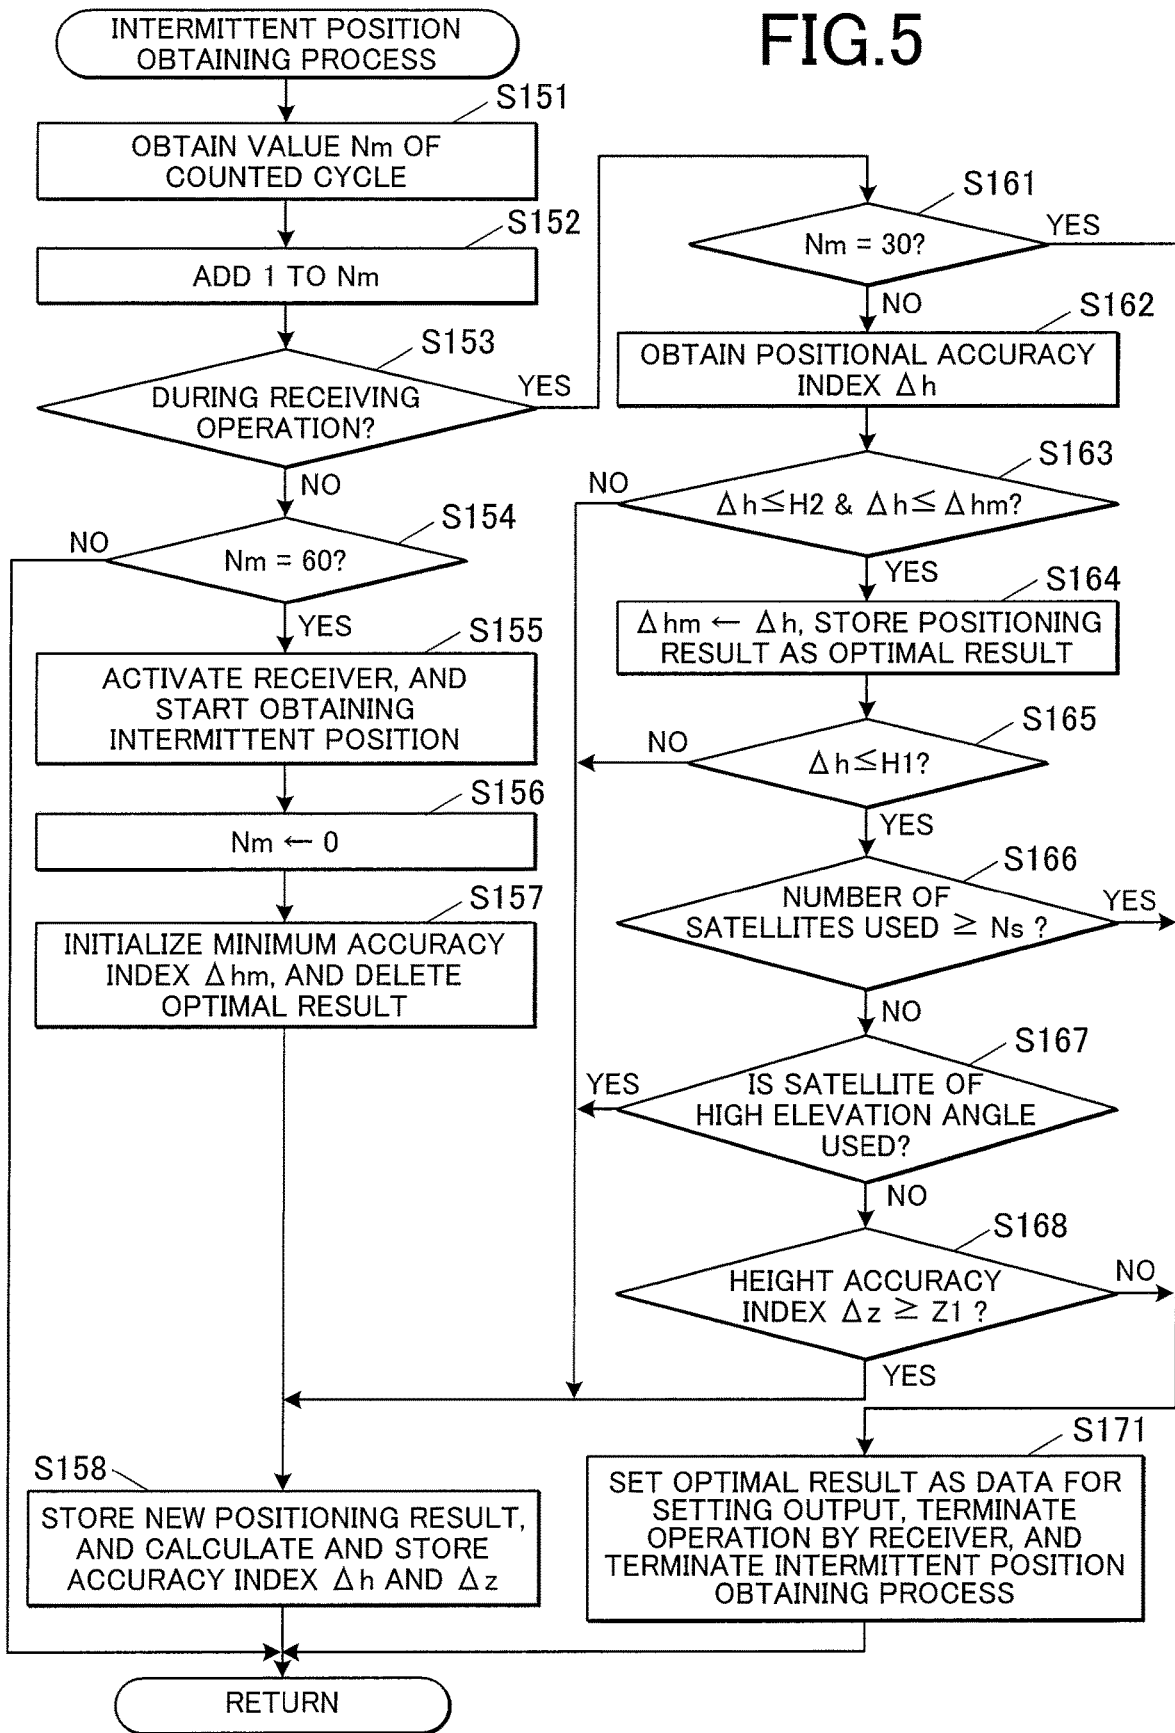 FIG.5
INTERMITTENT POSITION
OBTAINING PROCESS
S151
OBTAIN VALUE Nm OF
COUNTED CYCLE
S152
ADD 1 TO Nm
S153
DURING RECEIVING
OPERATION?
YES
NO
S154
Nm = 60?
NO
YES
S155
ACTIVATE RECEIVER, AND
START OBTAINING
INTERMITTENT POSITION
S156
Nm ← 0
S157
INITIALIZE MINIMUM ACCURACY
INDEX Δhm, AND DELETE
OPTIMAL RESULT
S158
STORE NEW POSITIONING RESULT,
AND CALCULATE AND STORE
ACCURACY INDEX Δh AND Δz
RETURN
S161
Nm = 30?
YES
NO
S162
OBTAIN POSITIONAL ACCURACY
INDEX Δh
S163
Δh≦H2 & Δh≦Δhm?
NO
YES
S164
Δhm ← Δh, STORE POSITIONING
RESULT AS OPTIMAL RESULT
S165
Δh≦H1?
NO
YES
S166
NUMBER OF
SATELLITES USED ≥ Ns ?
YES
NO
S167
IS SATELLITE OF
HIGH ELEVATION ANGLE
USED?
YES
NO
S168
HEIGHT ACCURACY
INDEX Δz ≥ Z1 ?
NO
YES
S171
SET OPTIMAL RESULT AS DATA FOR
SETTING OUTPUT, TERMINATE
OPERATION BY RECEIVER, AND
TERMINATE INTERMITTENT POSITION
OBTAINING PROCESS